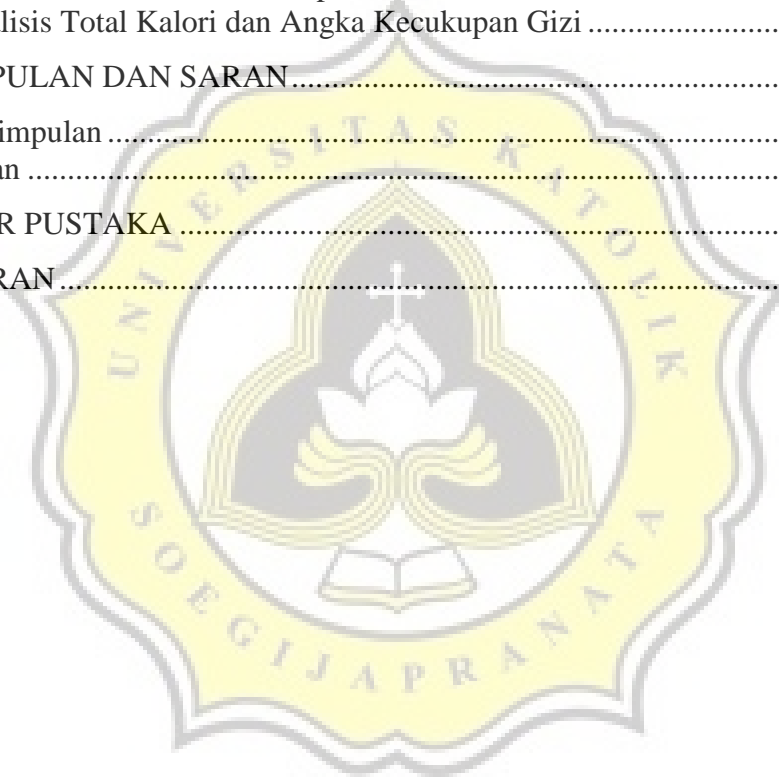 lisis Total Kalori dan Angka Kecukupan Gizi ..........................
PULAN DAN SARAN ..................................................................
impulan ..............................................................................................
an ........................................................................................................
R PUSTAKA ...................................................................................
RAN .....................................................................................................
UNIVERSITAS KATOLIK
SOEGIJAPRANATA